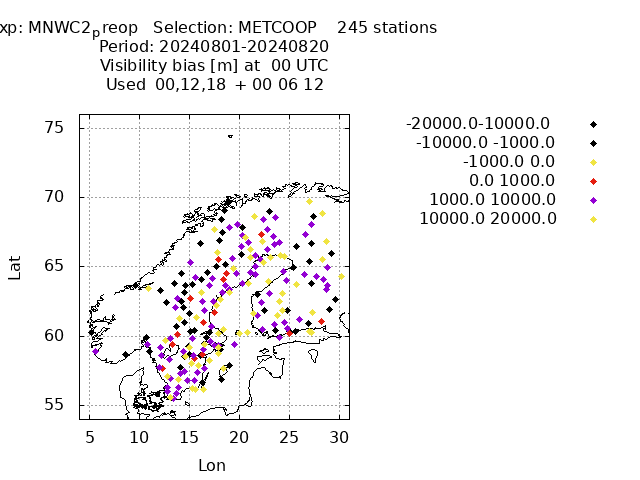 xp: MNWC2preop Selection: METCOOP 245 stations
Period: 20240801-20240820
Visibility bias [m] at 00 UTC
Used 00,12,18 + 00 06 12
-20000.0-10000.0
-10000.0 -1000.0
-1000.0 0.0
0.0 1000.0
1000.0 10000.0
10000.0 20000.0
75
70
65
60
55
Lat
5 10 15 20 25 30
Lon